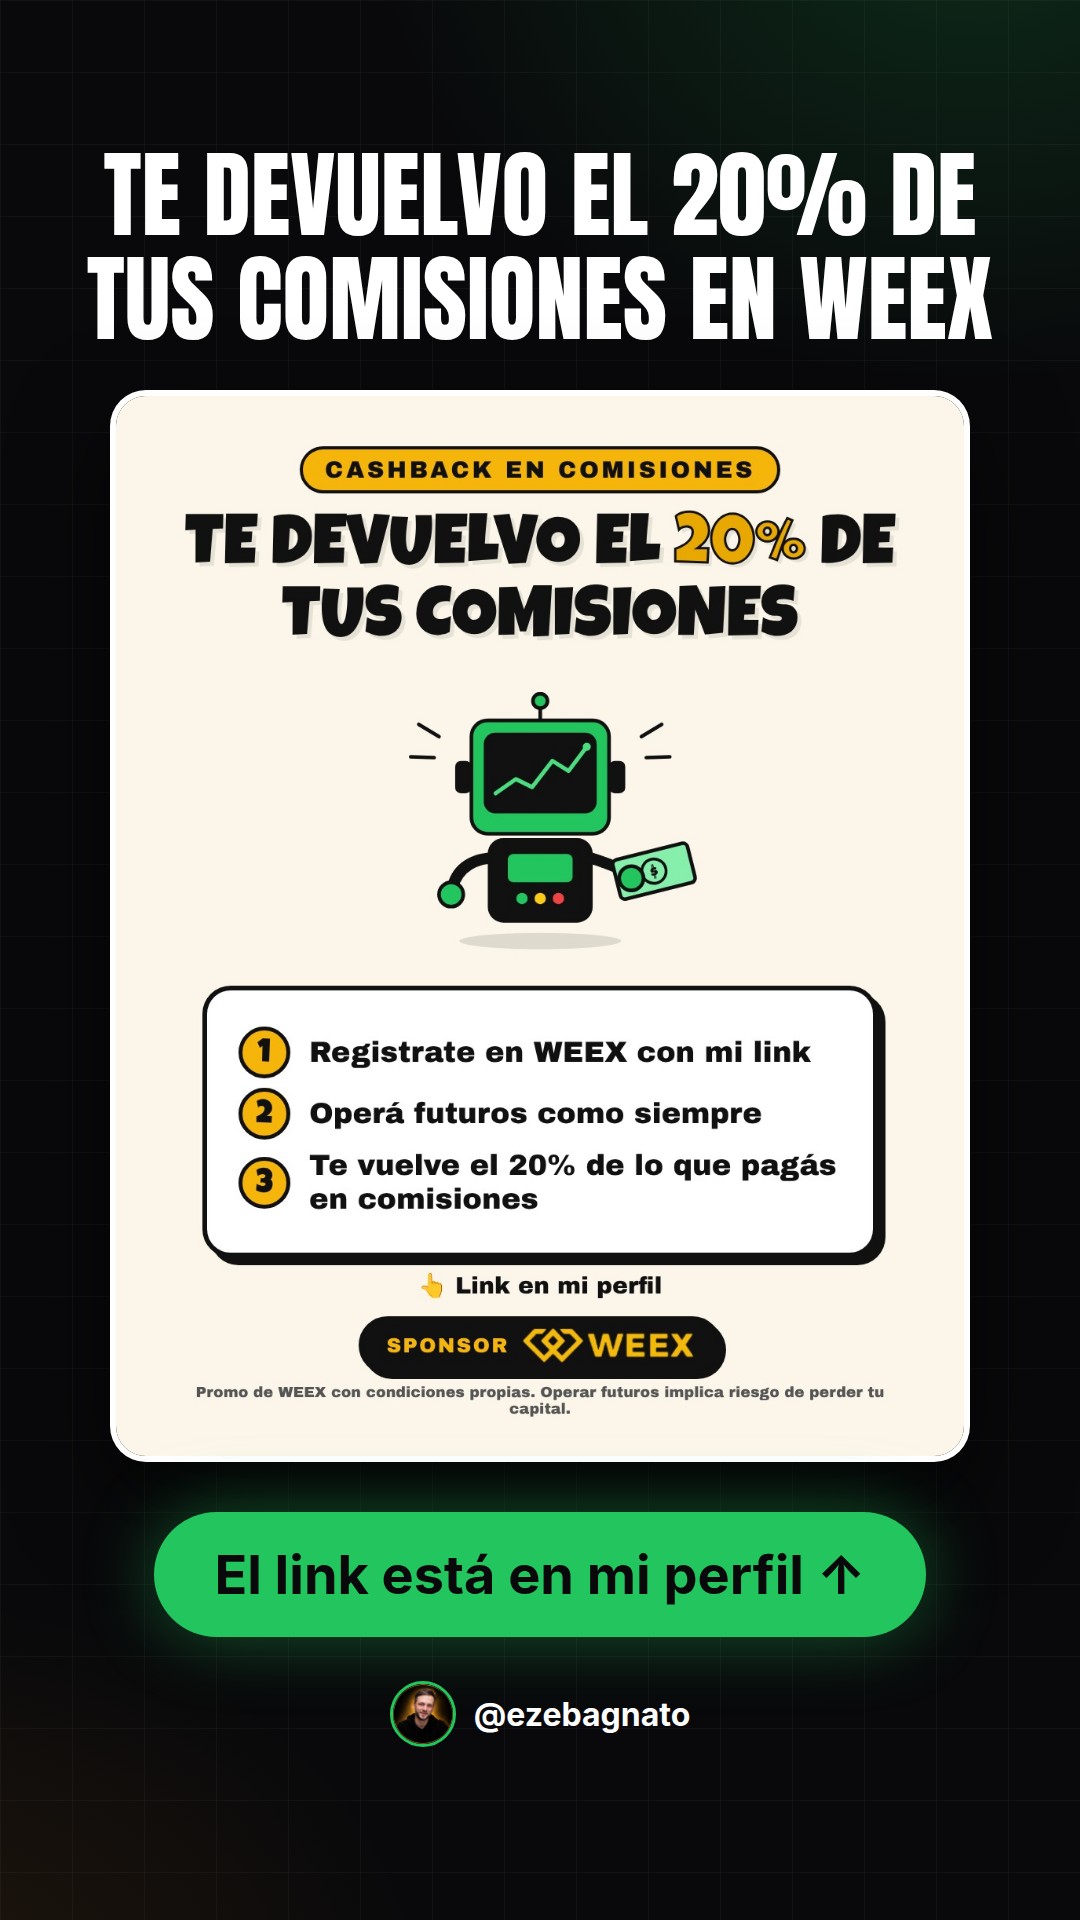 TE DEVUELVO EL 20% DE
TUS COMISIONES EN WEEX
CASHBACK EN COMISIONES
TE DEVUELVO EL 20% DE
TUS COMISIONES
$
1 Registrate en WEEX con mi link
2 Operá futuros como siempre
3 Te vuelve el 20% de lo que pagás
en comisiones
👆 Link en mi perfil
SPONSOR WEEX
Promo de WEEX con condiciones propias. Operar futuros implica riesgo de perder tu
capital.
El link está en mi perfil ↑
@ezebagnato